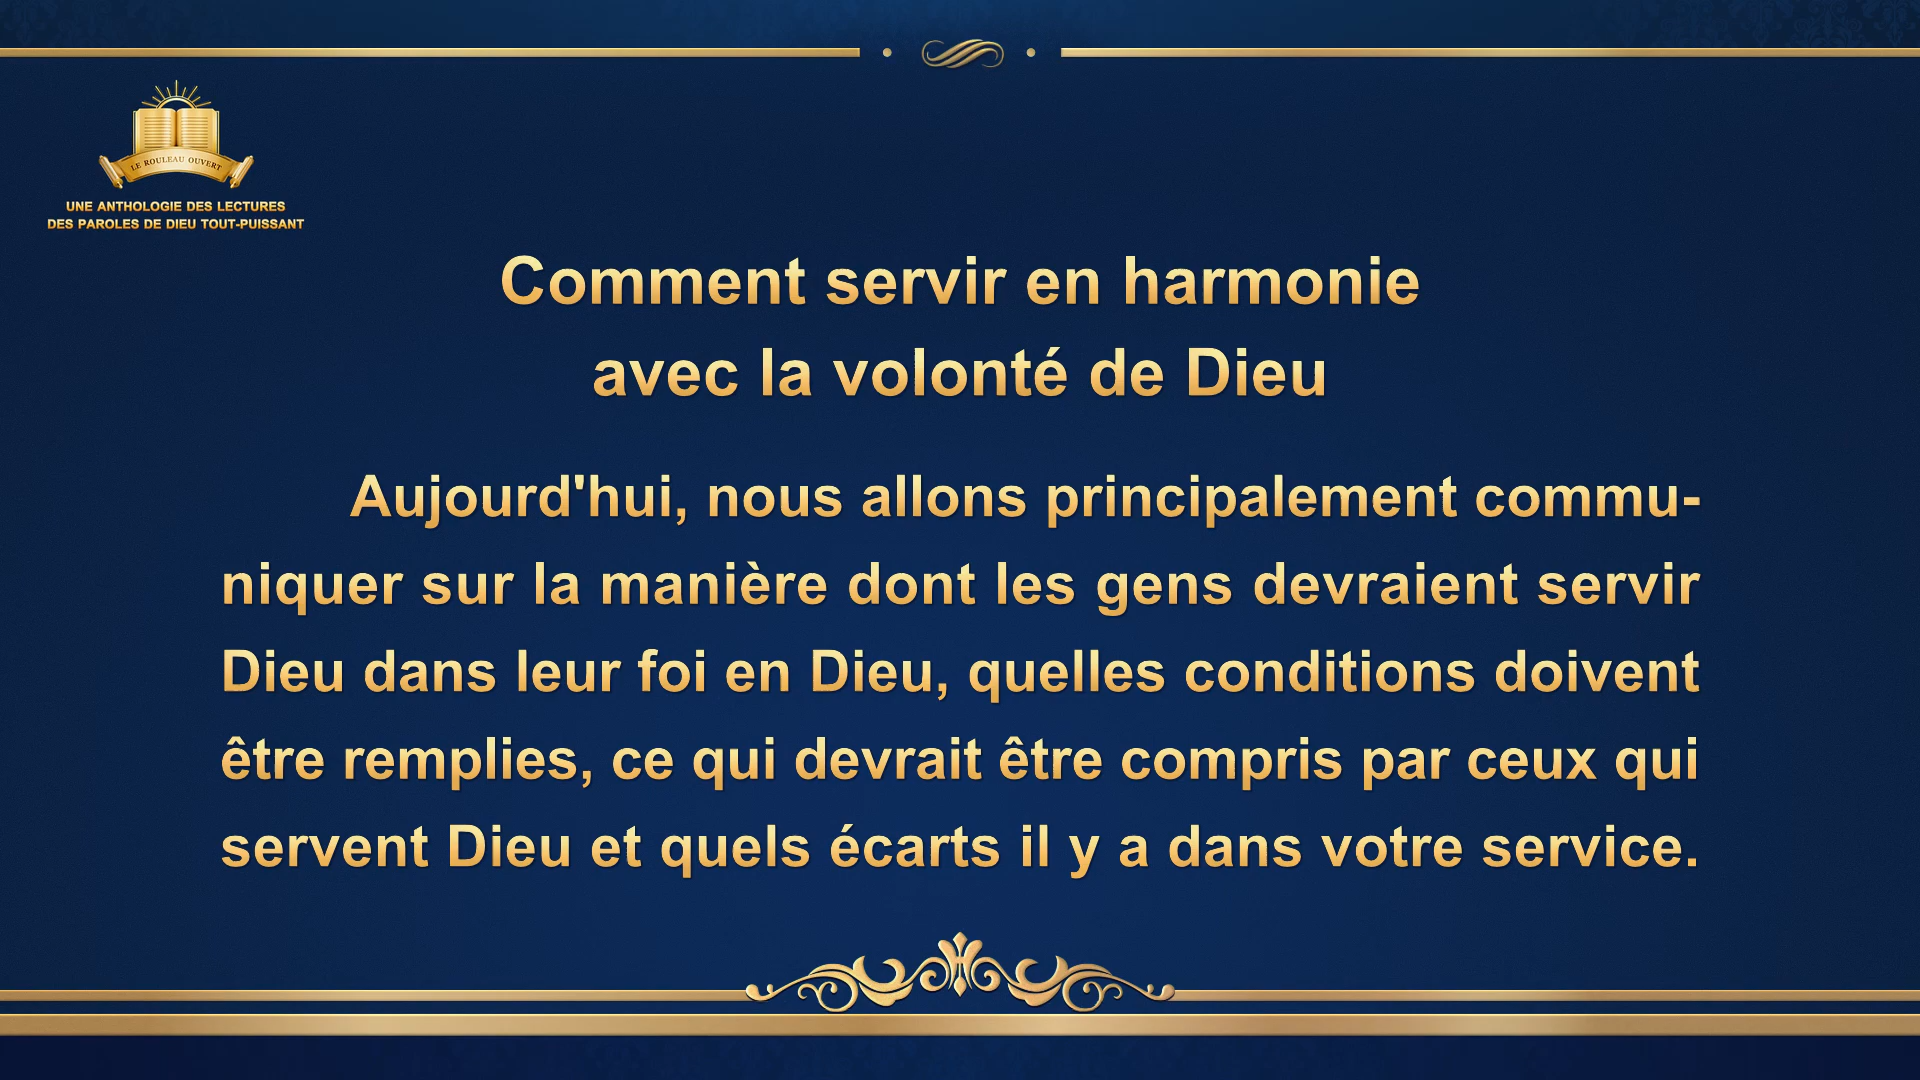 LE ROULEAU OUVERT
UNE ANTHOLOGIE DES LECTURES
DES PAROLES DE DIEU TOUT-PUISSANT
Comment servir en harmonie
avec la volonté de Dieu
Aujourd'hui, nous allons principalement commu-
niquer sur la manière dont les gens devraient servir
Dieu dans leur foi en Dieu, quelles conditions doivent
être remplies, ce qui devrait être compris par ceux qui
servent Dieu et quels écarts il y a dans votre service.